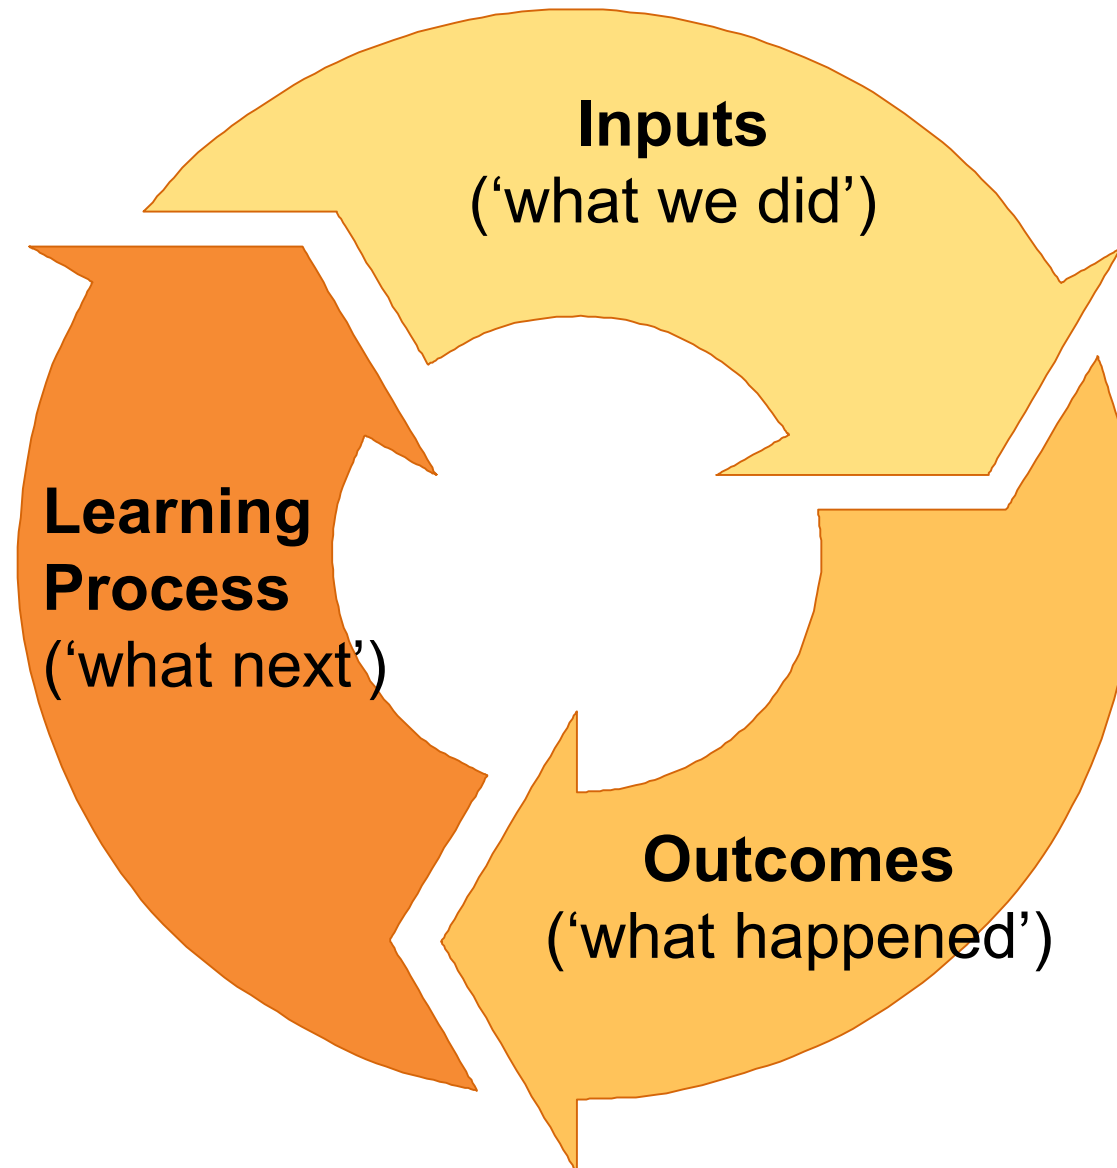 Inputs
(‘what we did’)
Learning
Process
(‘what next’)
Outcomes
(‘what happened’)